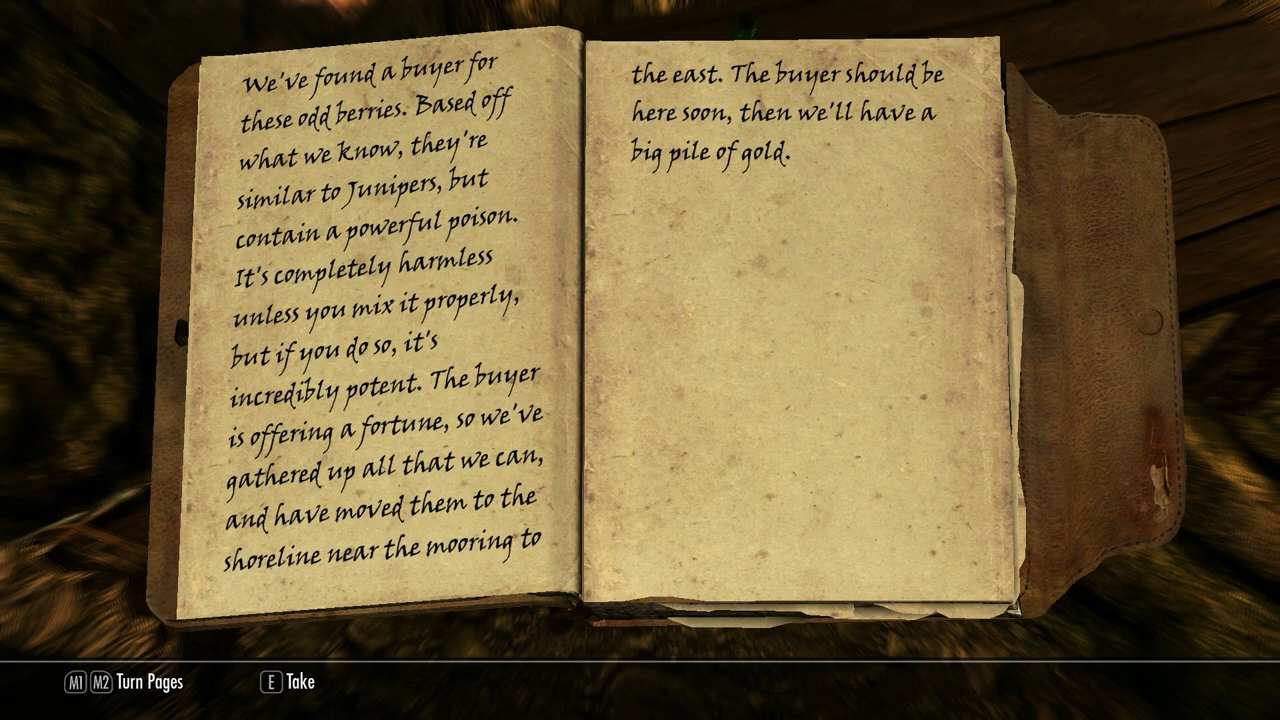 We've found a buyer for
these odd berries. Based off
what we know, they're
similar to Junipers, but
contain a powerful poison.
It's completely harmless
unless you mix it properly,
but if you do so, it's
incredibly potent. The buyer
is offering a fortune, so we've
gathered up all that we can,
and have moved them to the
shoreline near the mooring to
the east. The buyer should be
here soon, then we'll have a
big pile of gold.
M1 M2 Turn Pages
E Take